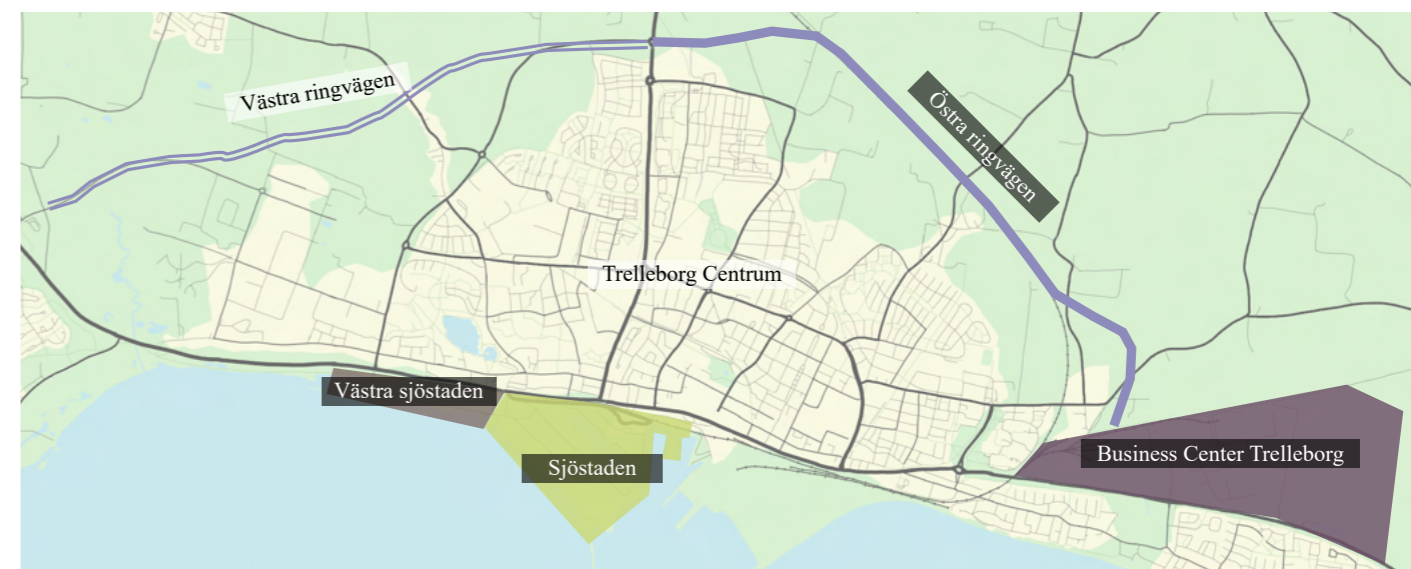 Västra ringvägen
Östra ringvägen
Trelleborg Centrum
Västra sjöstaden
Sjöstaden
Business Center Trelleborg